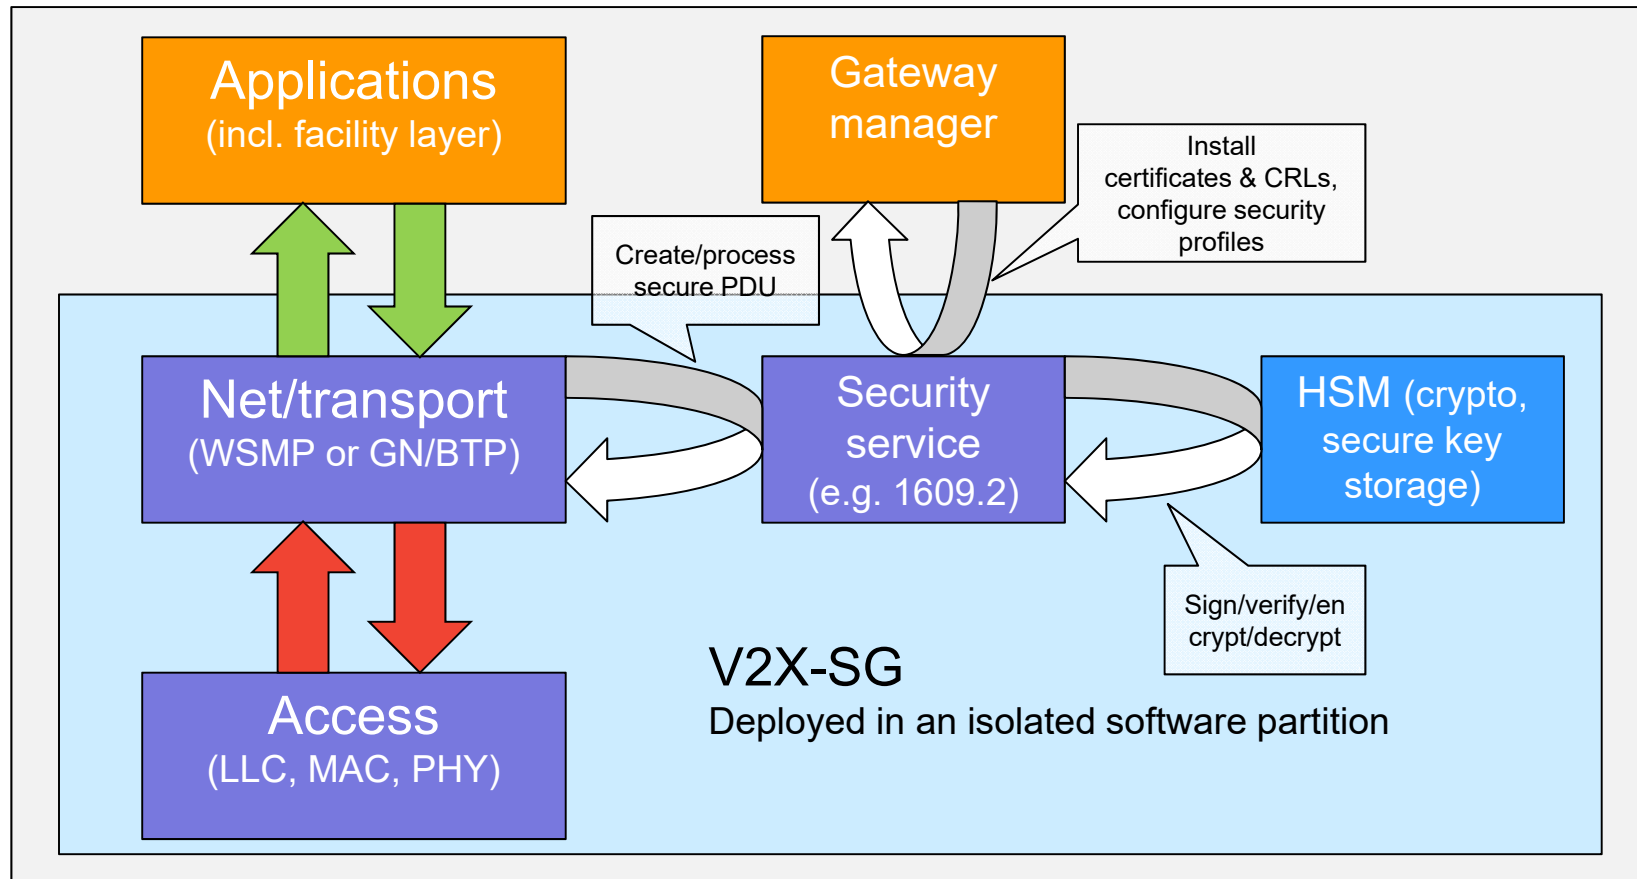 Applications
(incl. facility layer)
Gateway
manager
Install
certificates & CRLs,
configure security
profiles
Create/process
secure PDU
Net/transport
(WSMP or GN/BTP)
Security
service
(e.g. 1609.2)
HSM (crypto,
secure key
storage)
Sign/verify/en
crypt/decrypt
V2X-SG
Deployed in an isolated software partition
Access
(LLC, MAC, PHY)